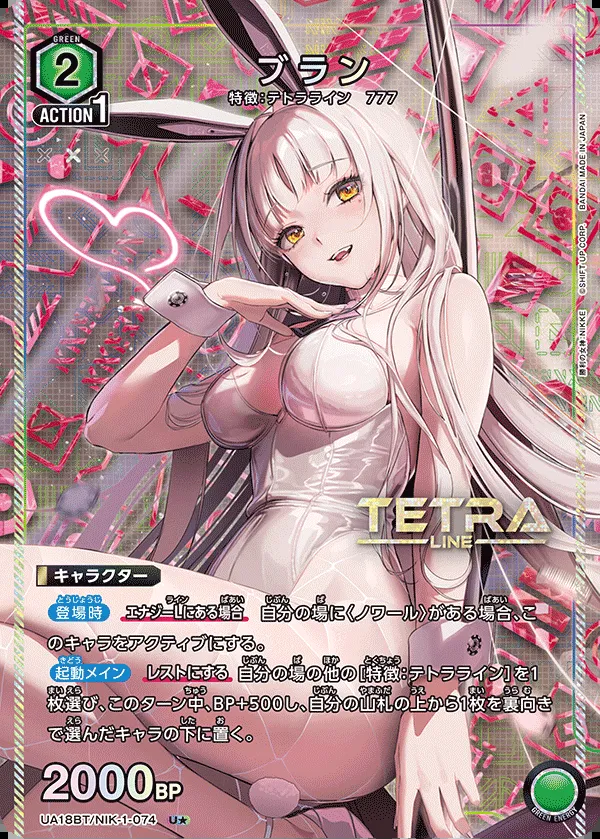 GREEN
2
ACTION 1
ブラン
特徴:テトラライン 777
TETRA
LINE
キャラクター
登場時 エナジーLにある場合 自分の場に〈ノワール〉がある場合、こ
のキャラをアクティブにする。
起動メイン レストにする 自分の場の他の[特徴:テトラライン]を1
枚選び、このターン中、BP+500し、自分の山札の上から1枚を裏向き
で選んだキャラの下に置く。
2000BP
UA18BT/NIK-1-074 U★
GREEN ENERGY
勝利の女神:NIKKE ©SHIFT UP CORP. BANDAI MADE IN JAPAN